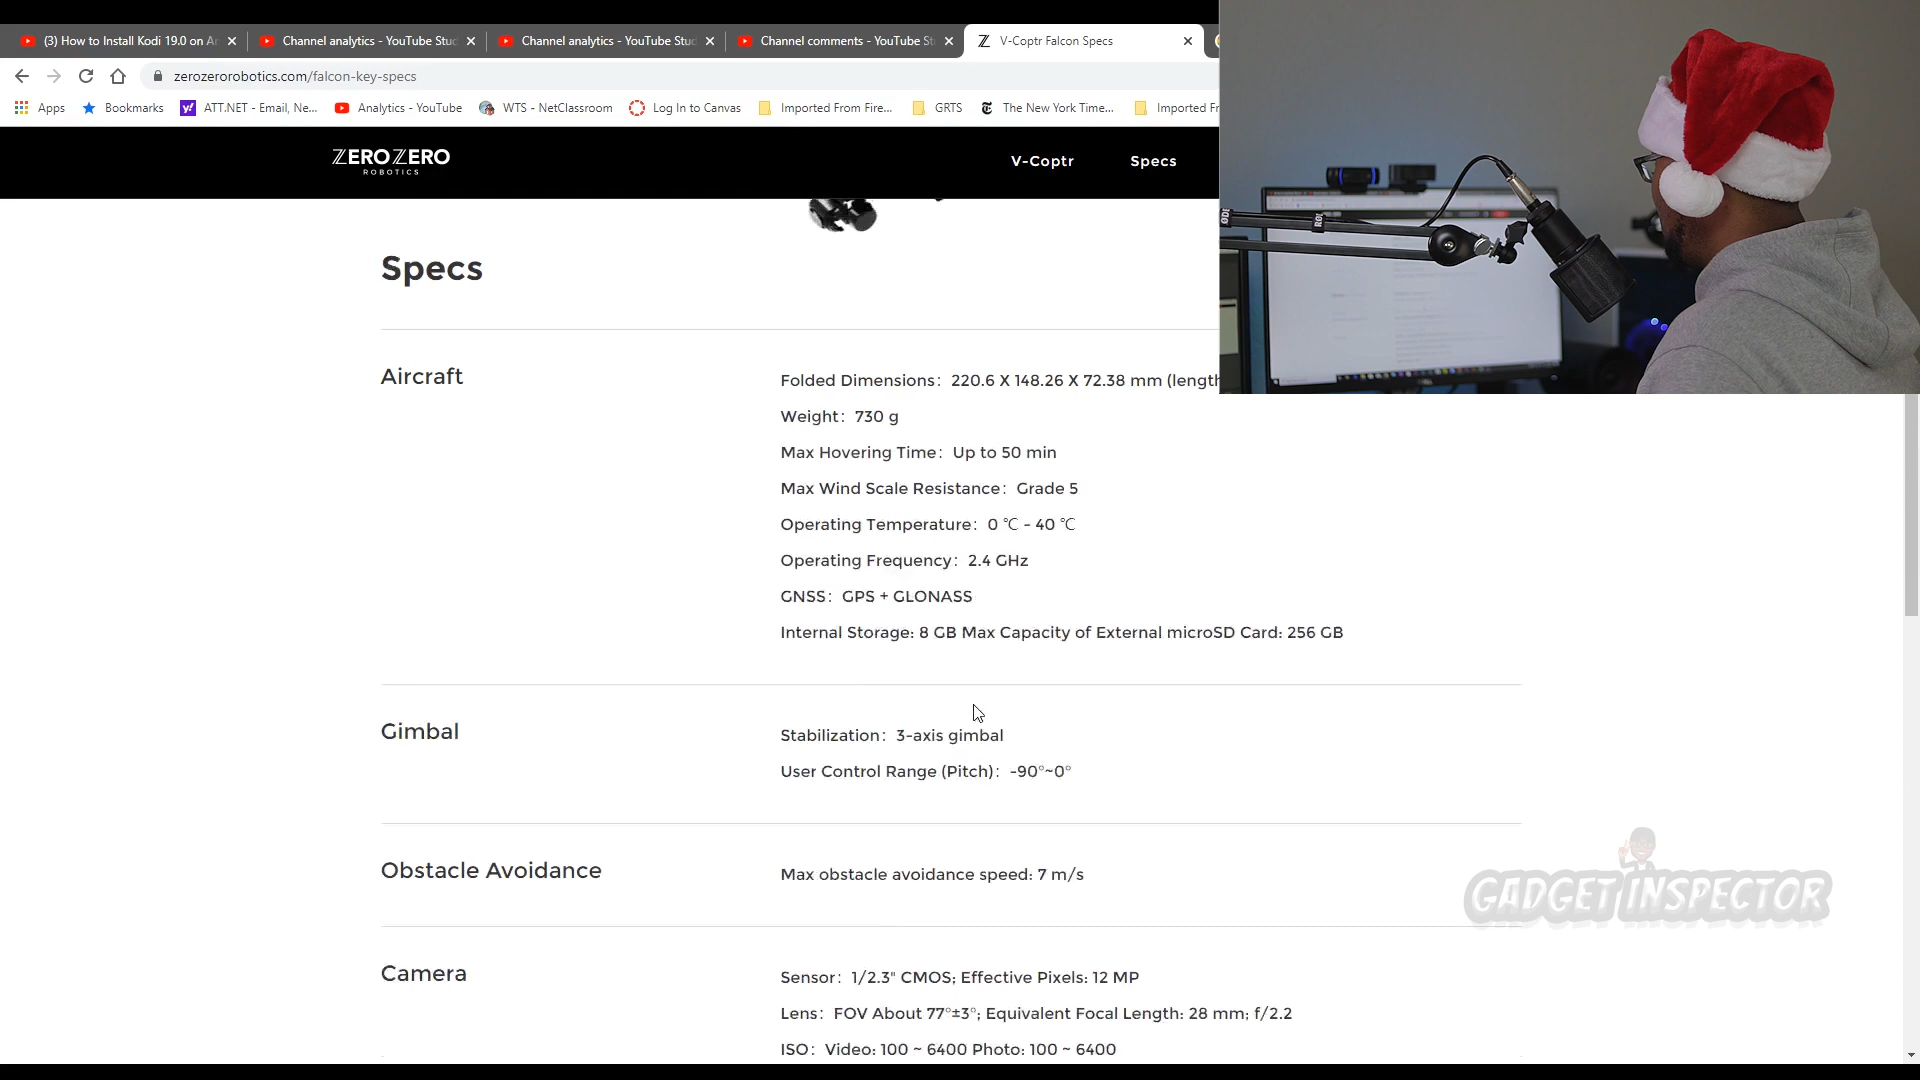 (3) How to Install Kodi 19.0 on Ar
Channel analytics - YouTube Stud
Channel analytics - YouTube Stud
Channel comments - YouTube St
V-Coptr Falcon Specs
zerozerorobotics.com/falcon-key-specs
Apps
Bookmarks
ATT.NET - Email, Ne...
Analytics - YouTube
WTS - NetClassroom
Log In to Canvas
Imported From Fire...
GRTS
The New York Time...
Imported Fr
ZERO ZERO
ROBOTICS
V-Coptr
Specs
Specs
Aircraft
Folded Dimensions: 220.6 X 148.26 X 72.38 mm (length
Weight: 730 g
Max Hovering Time: Up to 50 min
Max Wind Scale Resistance: Grade 5
Operating Temperature: 0 ℃ - 40 ℃
Operating Frequency: 2.4 GHz
GNSS: GPS + GLONASS
Internal Storage: 8 GB Max Capacity of External microSD Card: 256 GB
Gimbal
Stabilization: 3-axis gimbal
User Control Range (Pitch): -90°~0°
Obstacle Avoidance
Max obstacle avoidance speed: 7 m/s
GADGET INSPECTOR
Camera
Sensor: 1/2.3" CMOS; Effective Pixels: 12 MP
Lens: FOV About 77°±3°; Equivalent Focal Length: 28 mm; f/2.2
ISO: Video: 100 ~ 6400 Photo: 100 ~ 6400